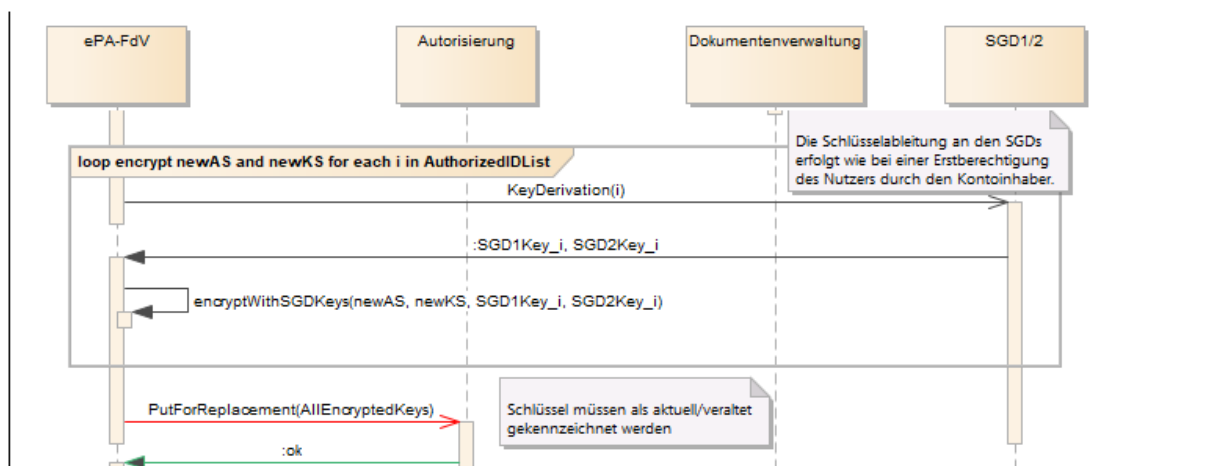 ePA-FdV
Autorisierung
Dokumentenverwaltung
SGD1/2
Die Schlüsselableitung an den SGDs
erfolgt wie bei einer Erstberechtigung
des Nutzers durch den Kontoinhaber.
loop encrypt newAS and newKS for each i in AuthorizedIDList
KeyDerivation(i)
:SGD1Key_i, SGD2Key_i
encryptWithSGDKeys(newAS, newKS, SGD1Key_i, SGD2Key_i)
PutForReplacement(AllEncryptedKeys)
Schlüssel müssen als aktuell/veraltet
gekennzeichnet werden
:ok